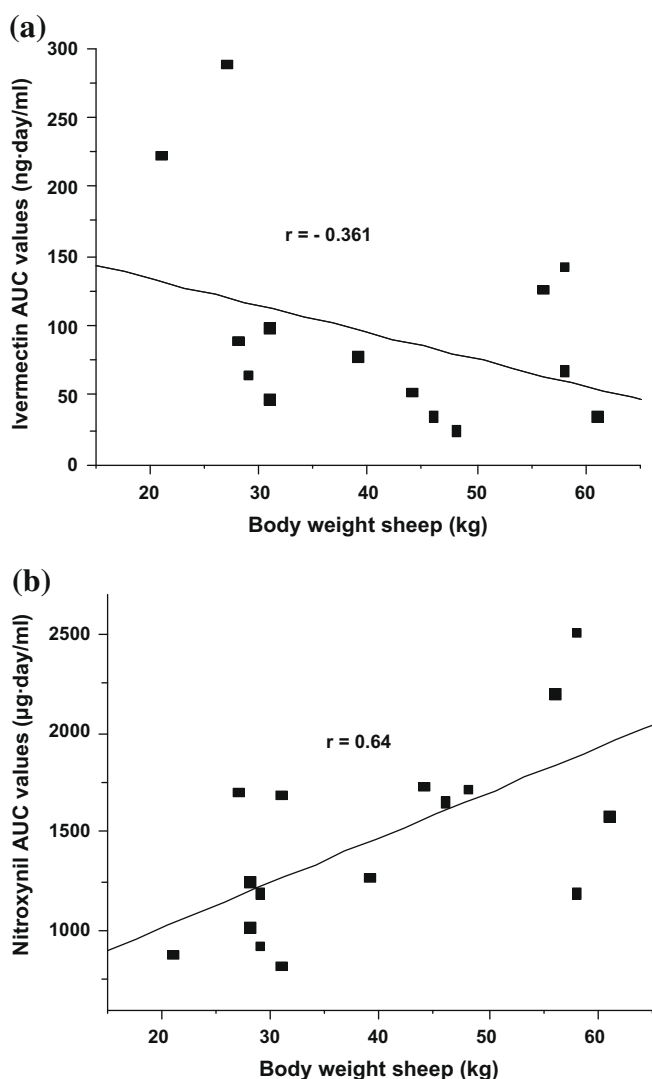 (a)
300
250
200
150
100
50
0
Ivermectin AUC values (ng·day/ml)
r = - 0.361
20 30 40 50 60
Body weight sheep (kg)
(b)
2500
2000
1500
1000
Nitroxynil AUC values (µg·day/ml)
r = 0.64
20 30 40 50 60
Body weight sheep (kg)